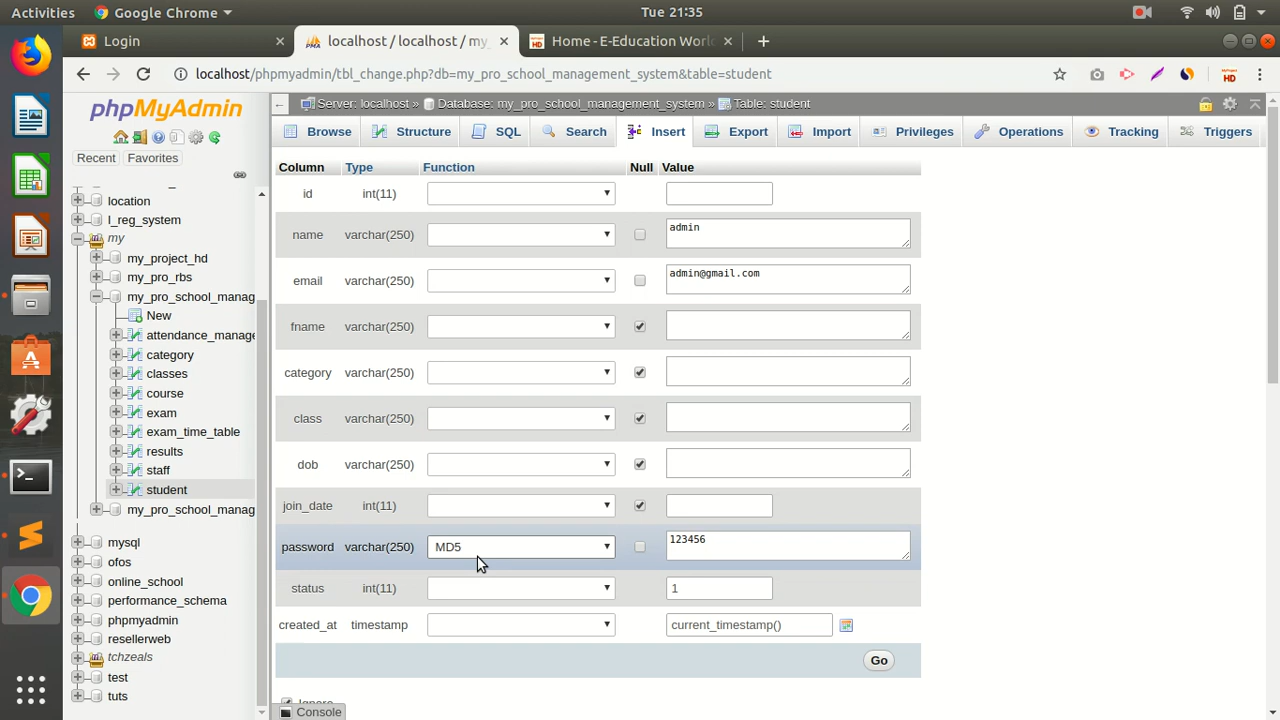 Activities Google Chrome Tue 21:35
Login localhost / localhost / my_ Home - E-Education World
localhost/phpmyadmin/tbl_change.php?db=my_pro_school_management_system&table=student
phpMyAdmin
Recent Favorites
location
l_reg_system
my
my_project_hd
my_pro_rbs
my_pro_school_manag
New
attendance_manage
category
classes
course
exam
exam_time_table
results
staff
student
my_pro_school_manag
mysql
ofos
online_school
performance_schema
phpmyadmin
resellerweb
tchzeals
test
tuts
Server: localhost » Database: my_pro_school_management_system » Table: student
Browse Structure SQL Search Insert Export Import Privileges Operations Tracking Triggers
Column Type Function Null Value
id int(11)
name varchar(250) admin
email varchar(250) admin@gmail.com
fname varchar(250)
category varchar(250)
class varchar(250)
dob varchar(250)
join_date int(11)
password varchar(250) MD5 123456
status int(11) 1
created_at timestamp current_timestamp()
Go
Ignore
Console